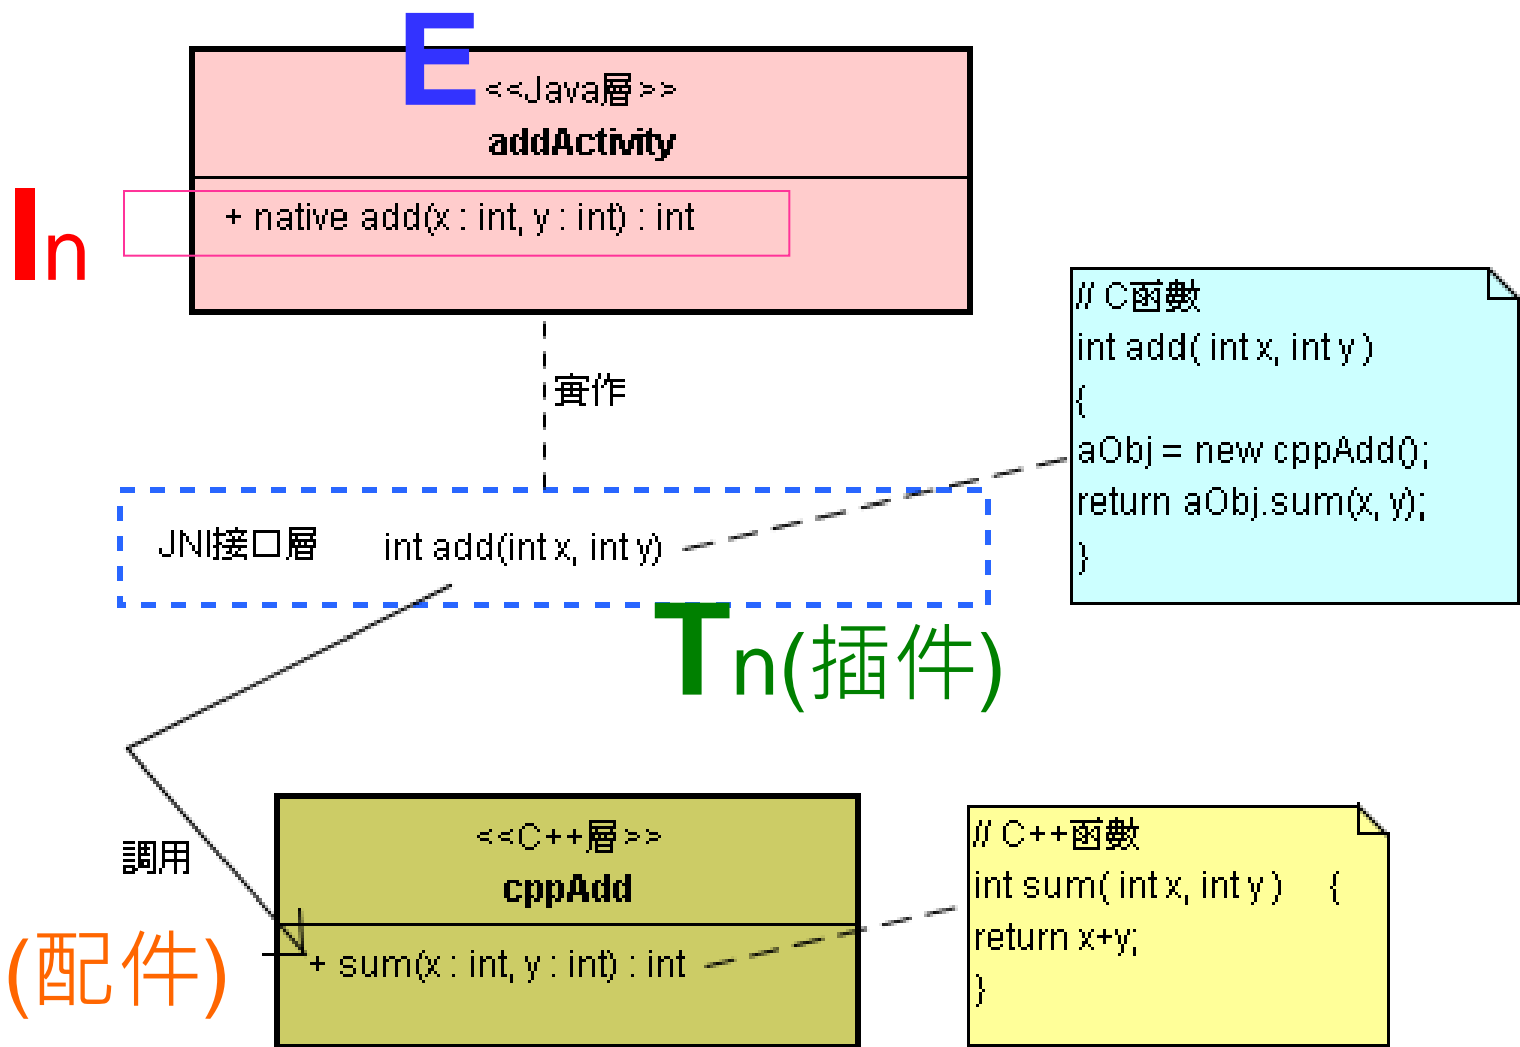 E
<<Java層>>
addActivity
In
+ native add(x : int, y : int) : int
// C函數
int add( int x, int y )
{
aObj = new cppAdd();
return aObj.sum(x, y);
}
實作
JNI接口層 int add(int x, int y)
Tn(插件)
調用
<<C++層>>
cppAdd
+ sum(x : int, y : int) : int
(配件)
// C++函數
int sum( int x, int y ) {
return x+y;
}